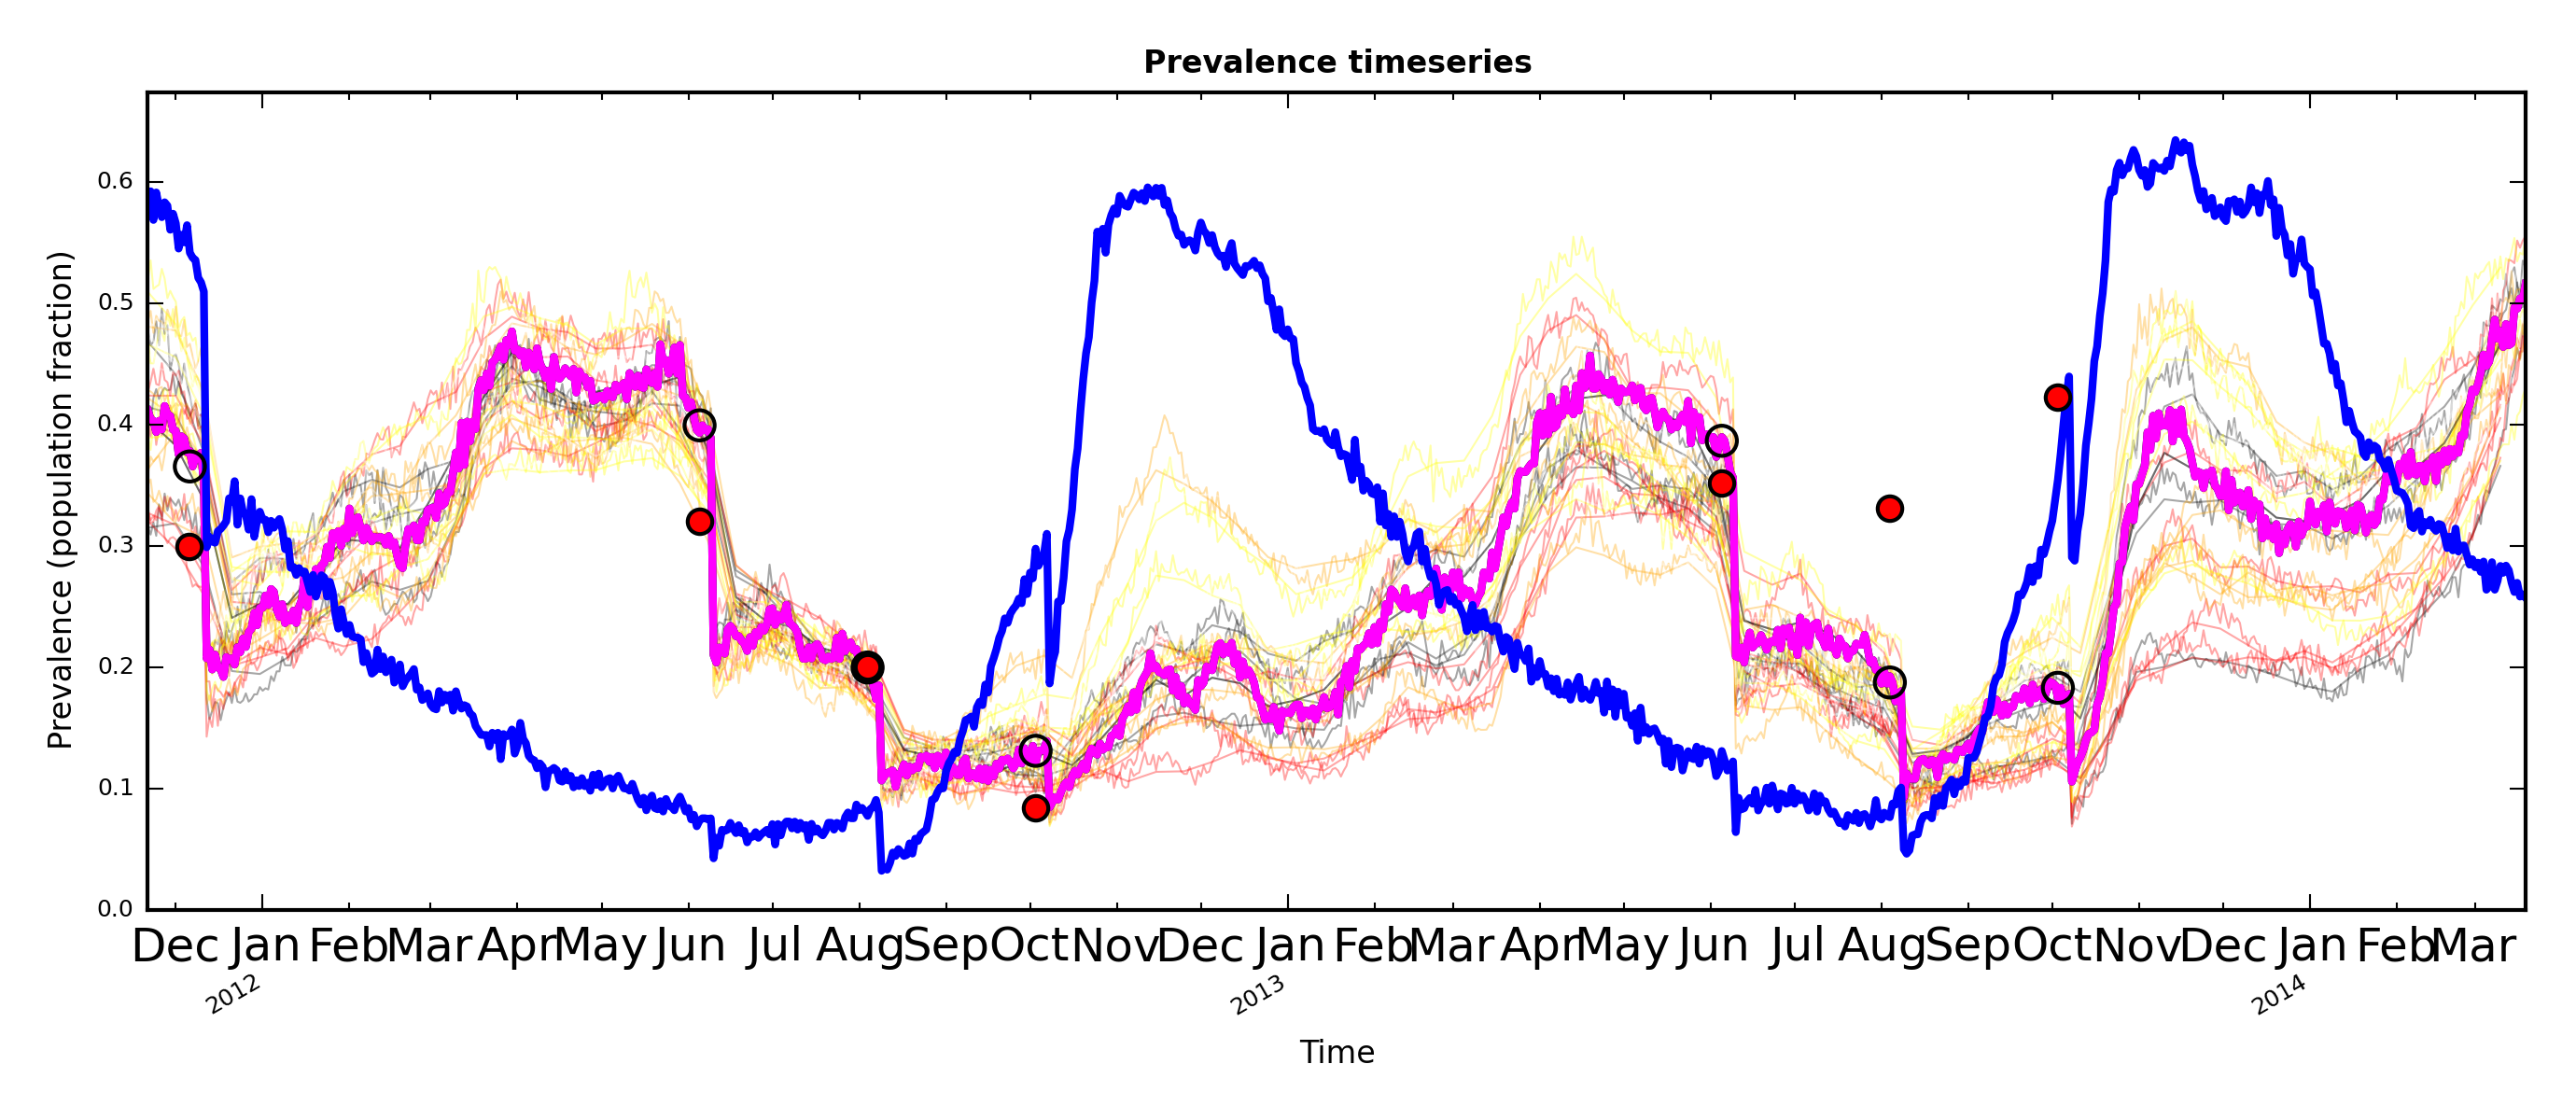 Prevalence timeseries
Prevalence (population fraction)
0.6
0.5
0.4
0.3
0.2
0.1
0.0
Dec Jan Feb Mar Apr May Jun Jul Aug Sep Oct Nov Dec Jan Feb Mar Apr May Jun Jul Aug Sep Oct Nov Dec Jan Feb Mar
2012 2013 2014
Time